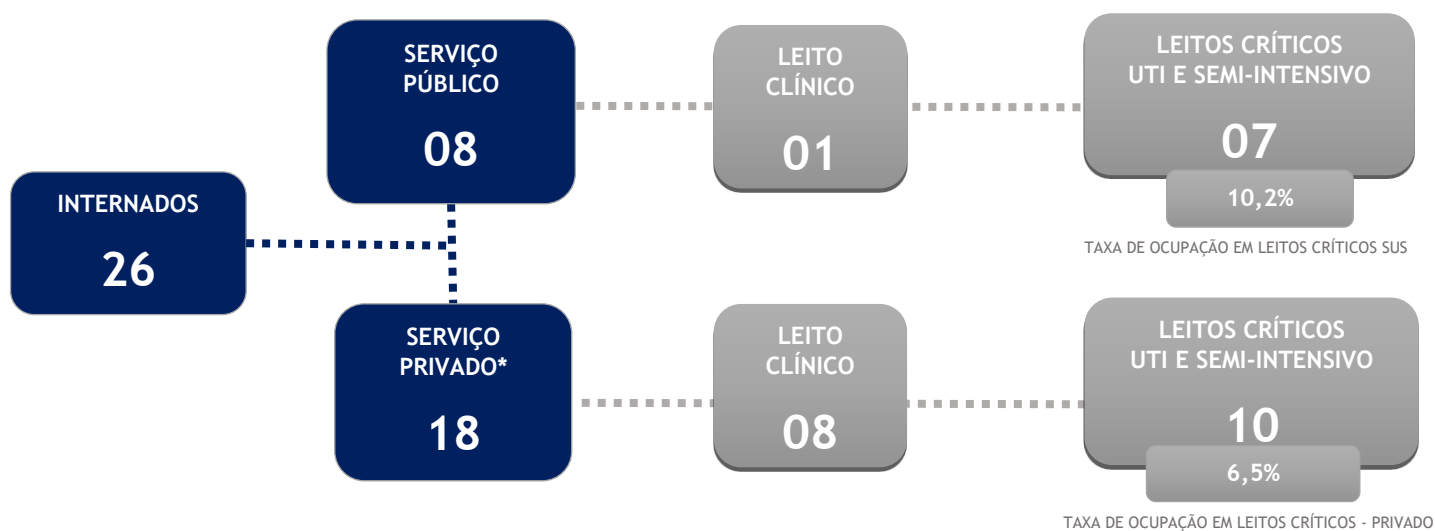 INTERNADOS
26
SERVIÇO
PÚBLICO
08
LEITO
CLÍNICO
01
LEITOS CRÍTICOS
UTI E SEMI-INTENSIVO
07
10,2%
TAXA DE OCUPAÇÃO EM LEITOS CRÍTICOS SUS
SERVIÇO
PRIVADO*
18
LEITO
CLÍNICO
08
LEITOS CRÍTICOS
UTI E SEMI-INTENSIVO
10
6,5%
TAXA DE OCUPAÇÃO EM LEITOS CRÍTICOS - PRIVADO